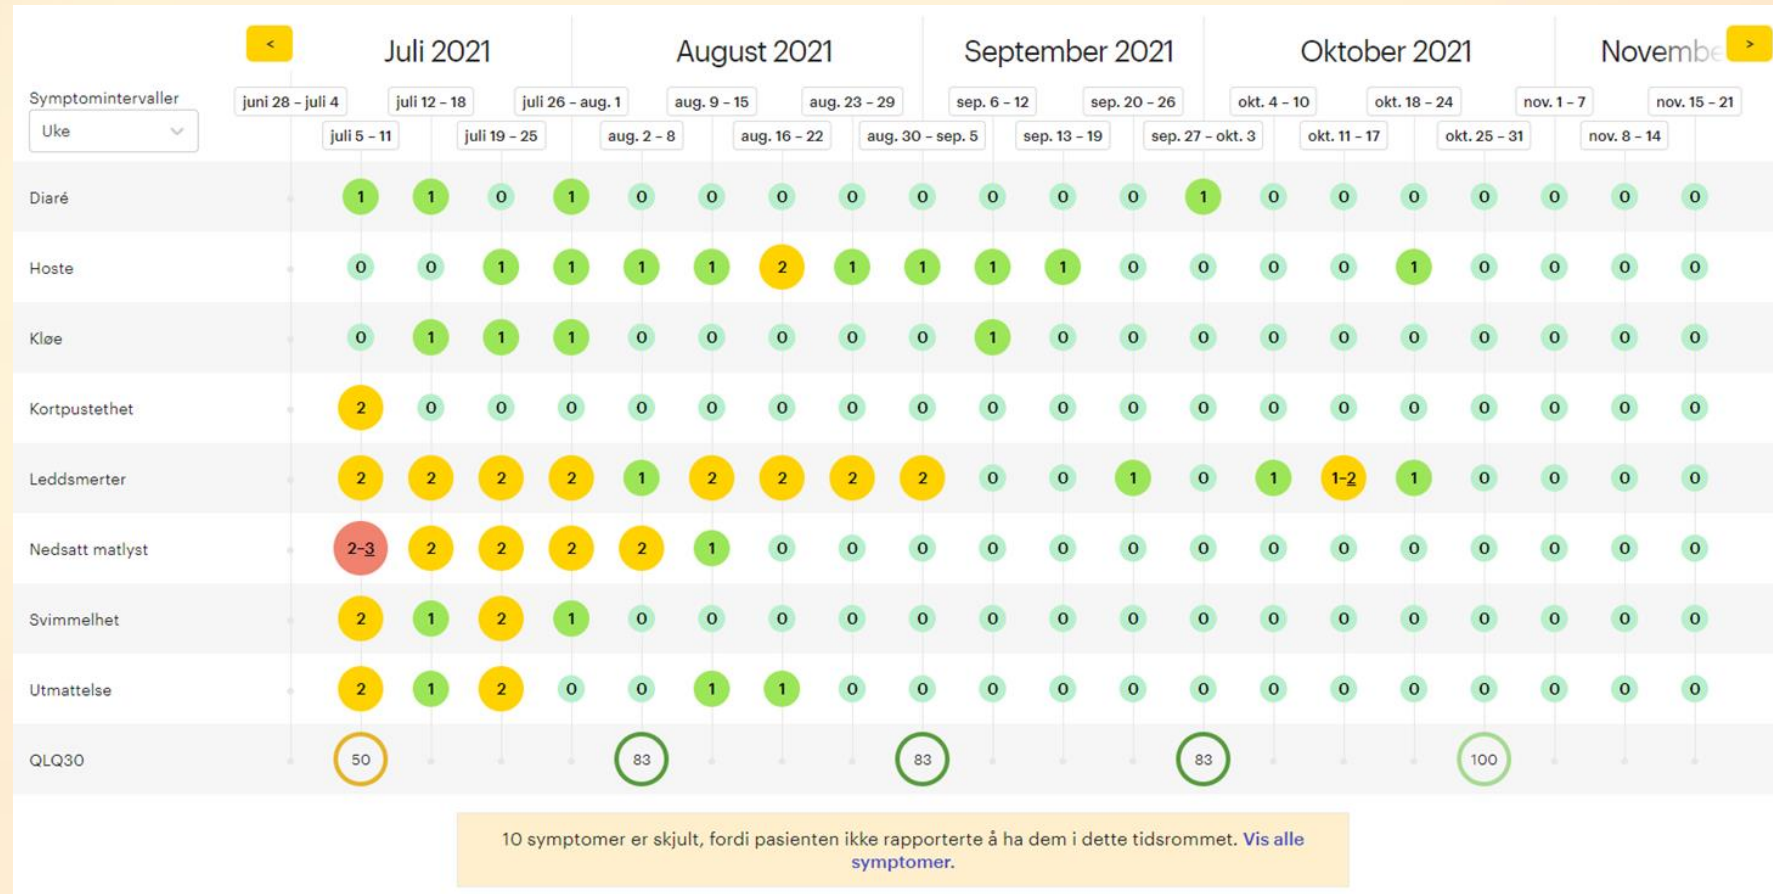 < Juli 2021 August 2021 September 2021 Oktober 2021 Novembe >
Symptomintervaller
Uke
juni 28 – juli 4 juli 12 – 18 juli 26 – aug. 1 aug. 9 – 15 aug. 23 – 29 sep. 6 – 12 sep. 20 – 26 okt. 4 – 10 okt. 18 – 24 nov. 1 – 7 nov. 15 – 21
juli 5 – 11 juli 19 – 25 aug. 2 – 8 aug. 16 – 22 aug. 30 – sep. 5 sep. 13 – 19 sep. 27 – okt. 3 okt. 11 – 17 okt. 25 – 31 nov. 8 – 14
Diaré 1 1 0 1 0 0 0 0 0 0 0 0 1 0 0 0 0 0 0 0
Hoste 0 0 1 1 1 1 2 1 1 1 1 0 0 0 0 1 0 0 0 0
Kløe 0 1 1 1 0 0 0 0 0 1 0 0 0 0 0 0 0 0 0 0
Kortpustethet 2 0 0 0 0 0 0 0 0 0 0 0 0 0 0 0 0 0 0 0
Leddsmerter 2 2 2 2 1 2 2 2 2 0 0 1 0 1 1-2 1 0 0 0 0
Nedsatt matlyst 2-3 2 2 2 2 1 0 0 0 0 0 0 0 0 0 0 0 0 0 0
Svimmelhet 2 1 2 1 0 0 0 0 0 0 0 0 0 0 0 0 0 0 0 0
Utmattelse 2 1 2 0 0 1 1 0 0 0 0 0 0 0 0 0 0 0 0 0
QLQ30 50 83 83 83 100
10 symptomer er skjult, fordi pasienten ikke rapporterte å ha dem i dette tidsrommet. Vis alle
symptomer.